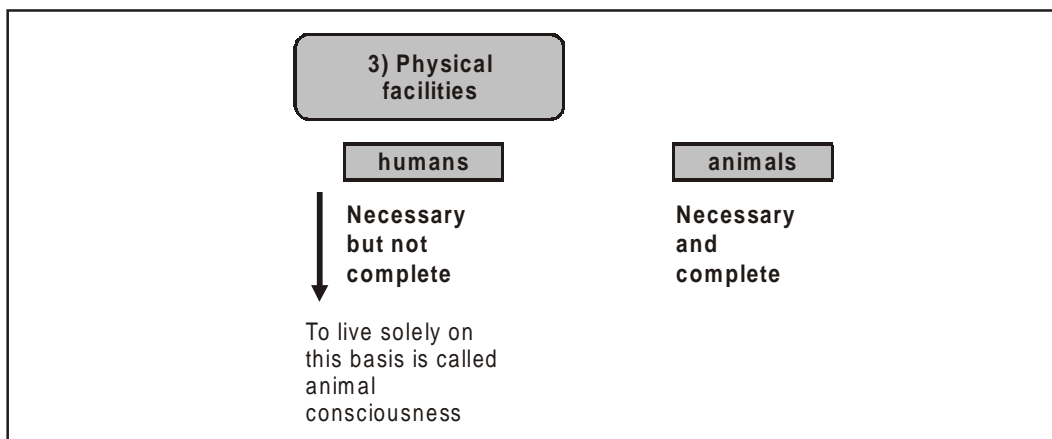 3) Physical
facilities
humans
animals
Necessary
but not
complete
Necessary
and
complete
To live solely on
this basis is called
animal
consciousness